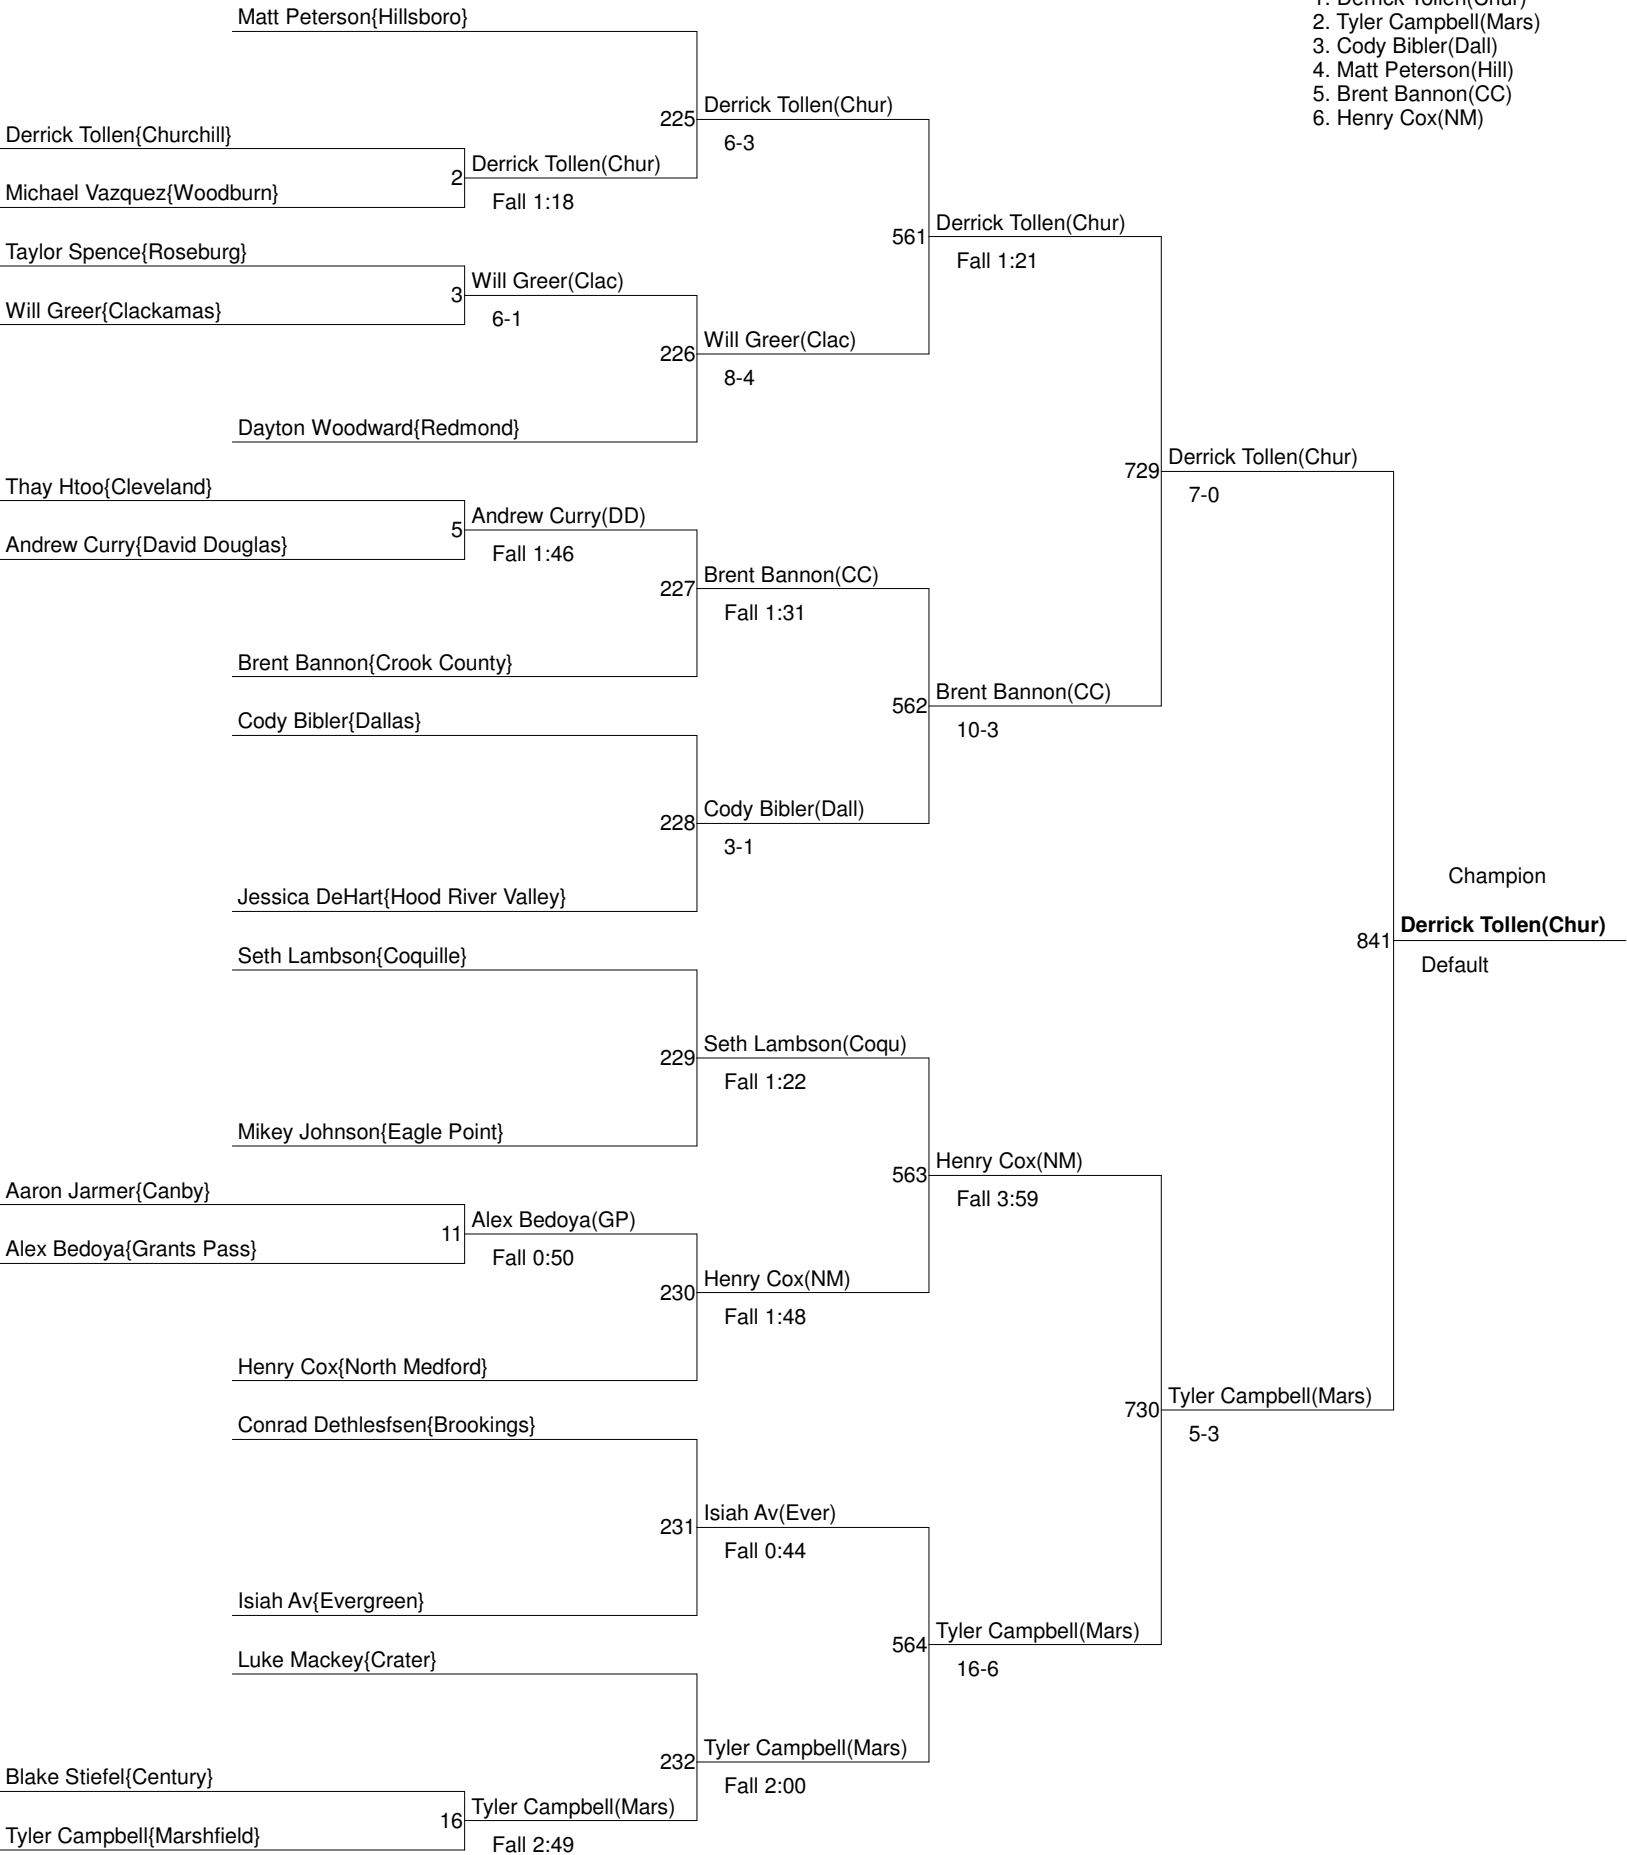 Matt Peterson{Hillsboro}
1. Derrick Tollen(Chur)
2. Tyler Campbell(Mars)
3. Cody Bibler(Dall)
4. Matt Peterson(Hill)
5. Brent Bannon(CC)
6. Henry Cox(NM)
225 Derrick Tollen(Chur)
6-3
Derrick Tollen{Churchill}
2 Derrick Tollen(Chur)
Michael Vazquez{Woodburn}
Fall 1:18
561 Derrick Tollen(Chur)
Fall 1:21
Taylor Spence{Roseburg}
3 Will Greer(Clac)
Will Greer{Clackamas}
6-1
226 Will Greer(Clac)
8-4
Dayton Woodward{Redmond}
729 Derrick Tollen(Chur)
7-0
Thay Htoo{Cleveland}
5 Andrew Curry(DD)
Andrew Curry{David Douglas}
Fall 1:46
227 Brent Bannon(CC)
Fall 1:31
Brent Bannon{Crook County}
562 Brent Bannon(CC)
10-3
Cody Bibler{Dallas}
228 Cody Bibler(Dall)
3-1
Jessica DeHart{Hood River Valley}
Champion
841 Derrick Tollen(Chur)
Default
Seth Lambson{Coquille}
229 Seth Lambson(Coqu)
Fall 1:22
Mikey Johnson{Eagle Point}
563 Henry Cox(NM)
Fall 3:59
Aaron Jarmer{Canby}
11 Alex Bedoya(GP)
Alex Bedoya{Grants Pass}
Fall 0:50
230 Henry Cox(NM)
Fall 1:48
Henry Cox{North Medford}
730 Tyler Campbell(Mars)
5-3
Conrad Dethlesfsen{Brookings}
231 Isiah Av(Ever)
Fall 0:44
Isiah Av{Evergreen}
564 Tyler Campbell(Mars)
16-6
Luke Mackey{Crater}
232 Tyler Campbell(Mars)
Fall 2:00
Blake Stiefel{Century}
16 Tyler Campbell(Mars)
Tyler Campbell{Marshfield}
Fall 2:49